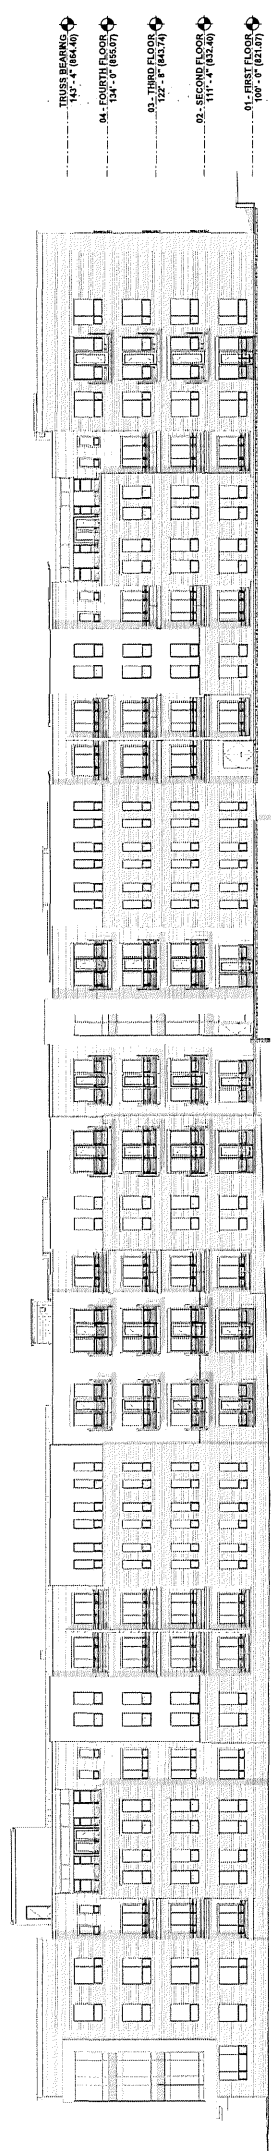 TRUSS BEARING
143' - 4" (864.40)
04 - FOURTH FLOOR
134' - 0" (855.07)
03 - THIRD FLOOR
122' - 8" (843.74)
02 - SECOND FLOOR
111' - 4" (832.40)
01 - FIRST FLOOR
100' - 0" (821.07)